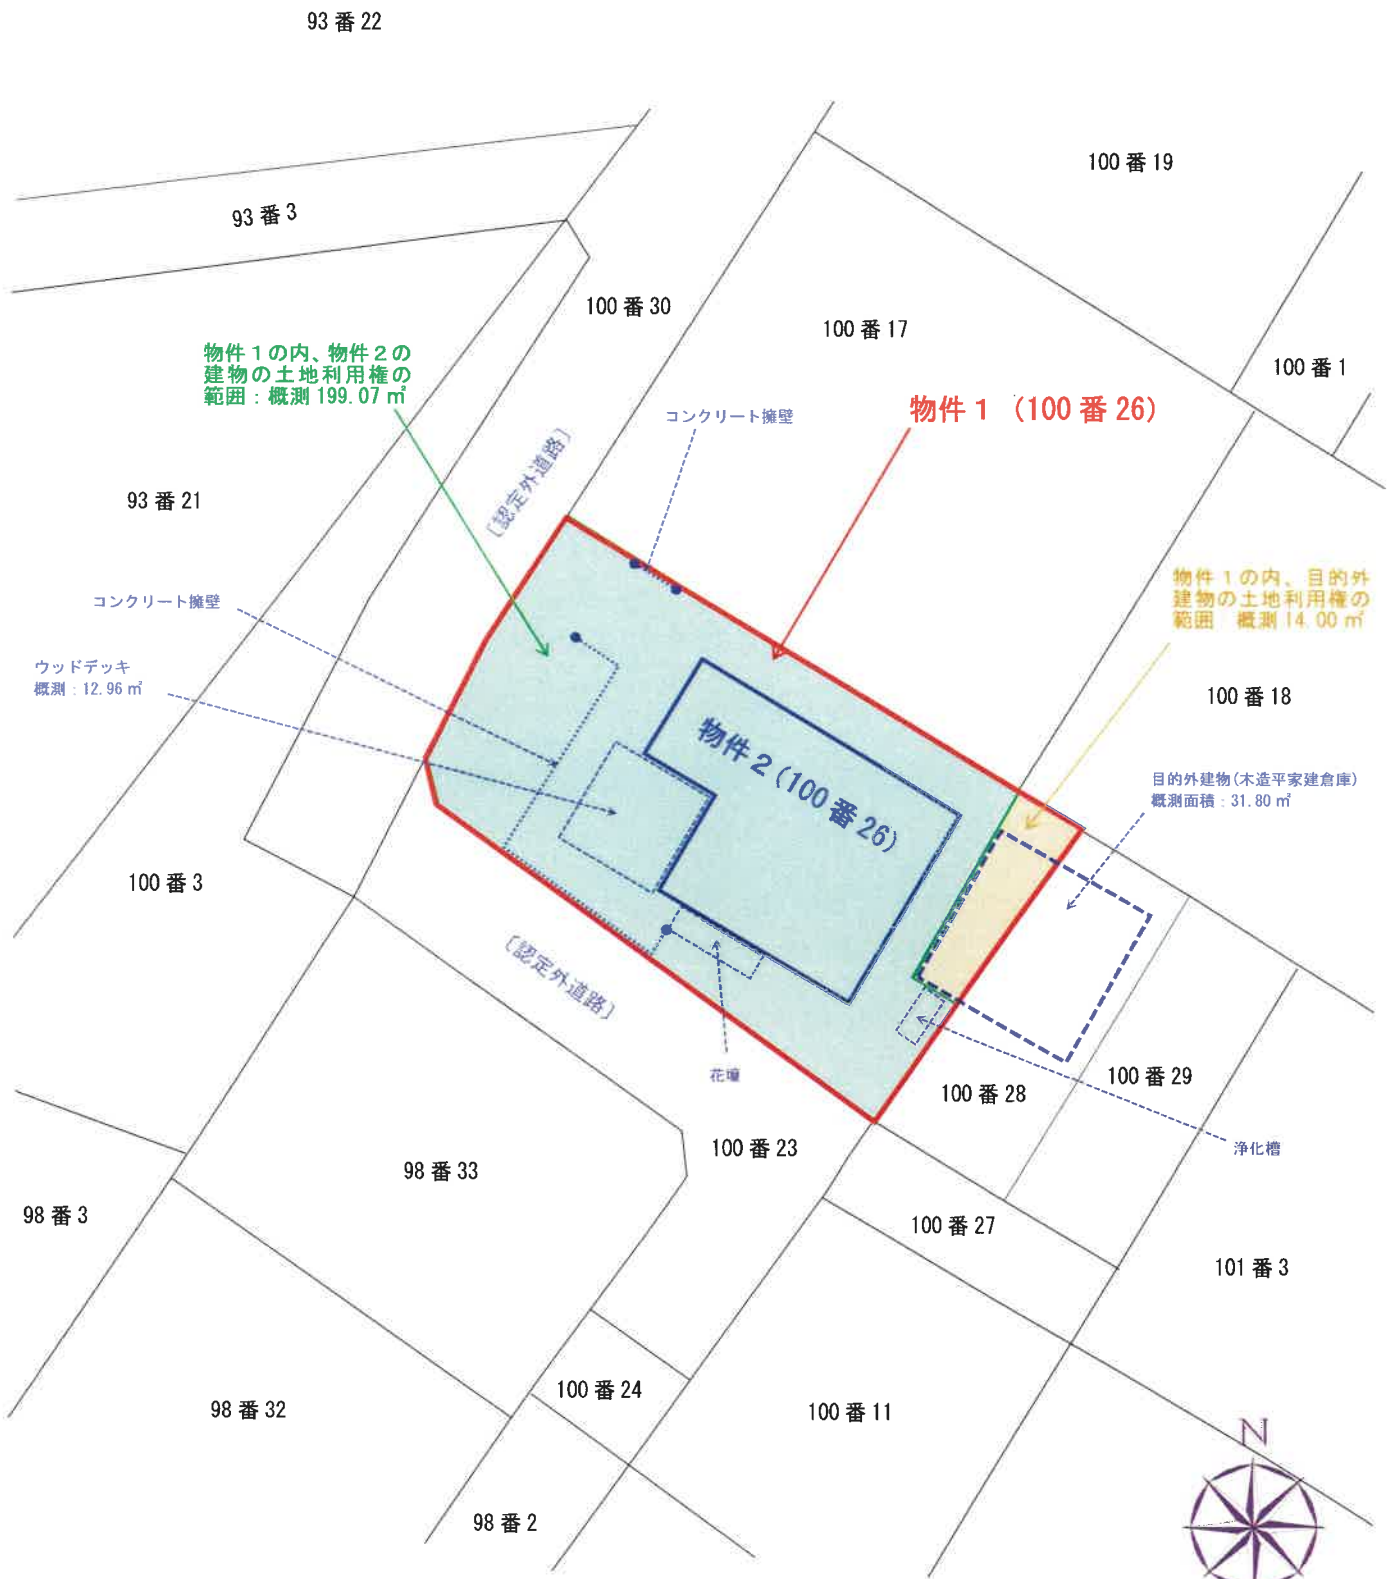 93番22
100番19
93番3
100番30
100番17
100番1
物件1の内、物件2の
建物の土地利用権の
範囲：概測199.07㎡
コンクリート擁壁
物件1 (100番26)
〔認定外道路〕
93番21
物件1の内、目的外
建物の土地利用権の
範囲 概測14.00㎡
コンクリート擁壁
ウッドデッキ
概測：12.96㎡
100番18
物件2(100番26)
目的外建物(木造平家建倉庫)
概測面積：31.80㎡
100番3
〔認定外道路〕
花壇
100番28
100番29
100番23
浄化槽
98番33
98番3
100番27
101番3
100番24
98番32
100番11
N
98番2